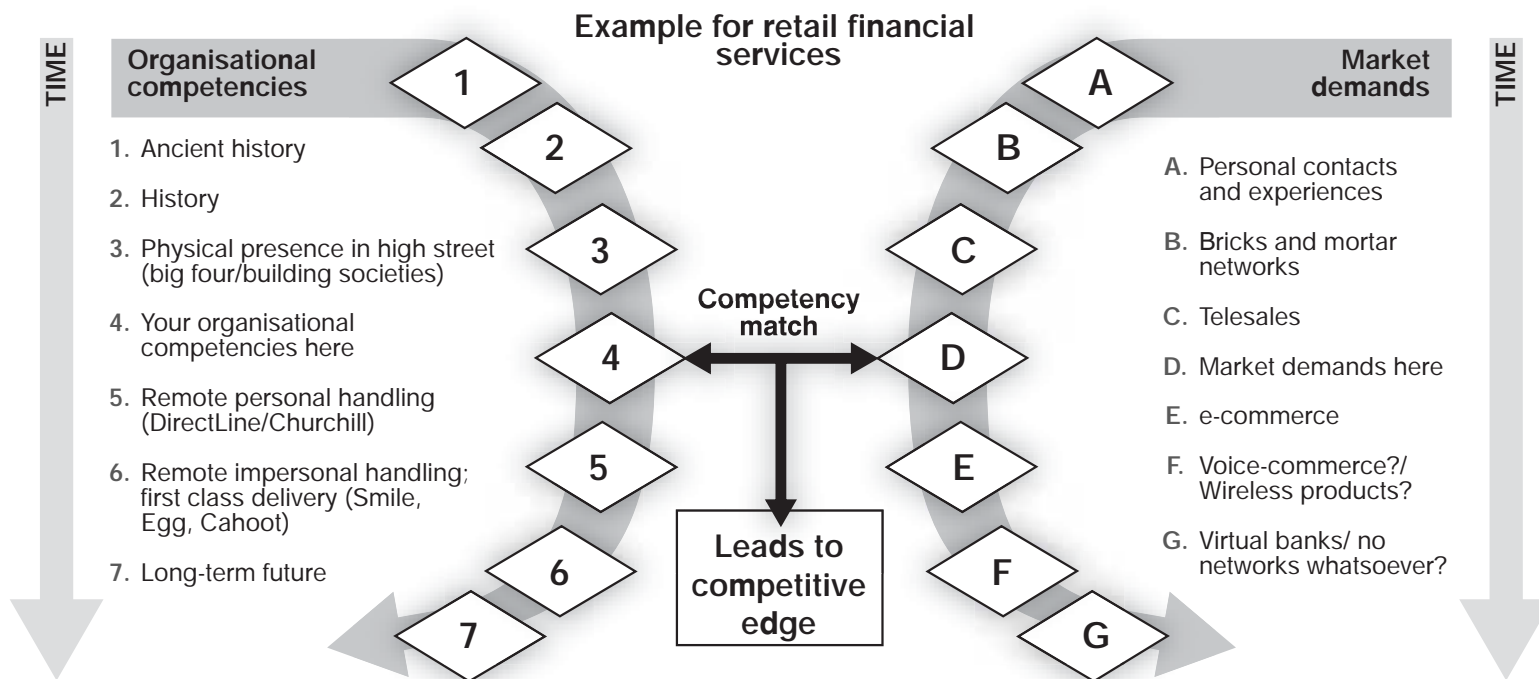 Example for retail financial
services
TIME
Organisational
competencies
1. Ancient history
2. History
3. Physical presence in high street
(big four/building societies)
4. Your organisational
competencies here
5. Remote personal handling
(DirectLine/Churchill)
6. Remote impersonal handling;
first class delivery (Smile,
Egg, Cahoot)
7. Long-term future
1
2
3
4
5
6
7
Competency
match
Leads to
competitive
edge
A
B
C
D
E
F
G
Market
demands
A. Personal contacts
and experiences
B. Bricks and mortar
networks
C. Telesales
D. Market demands here
E. e-commerce
F. Voice-commerce?/
Wireless products?
G. Virtual banks/ no
networks whatsoever?
TIME